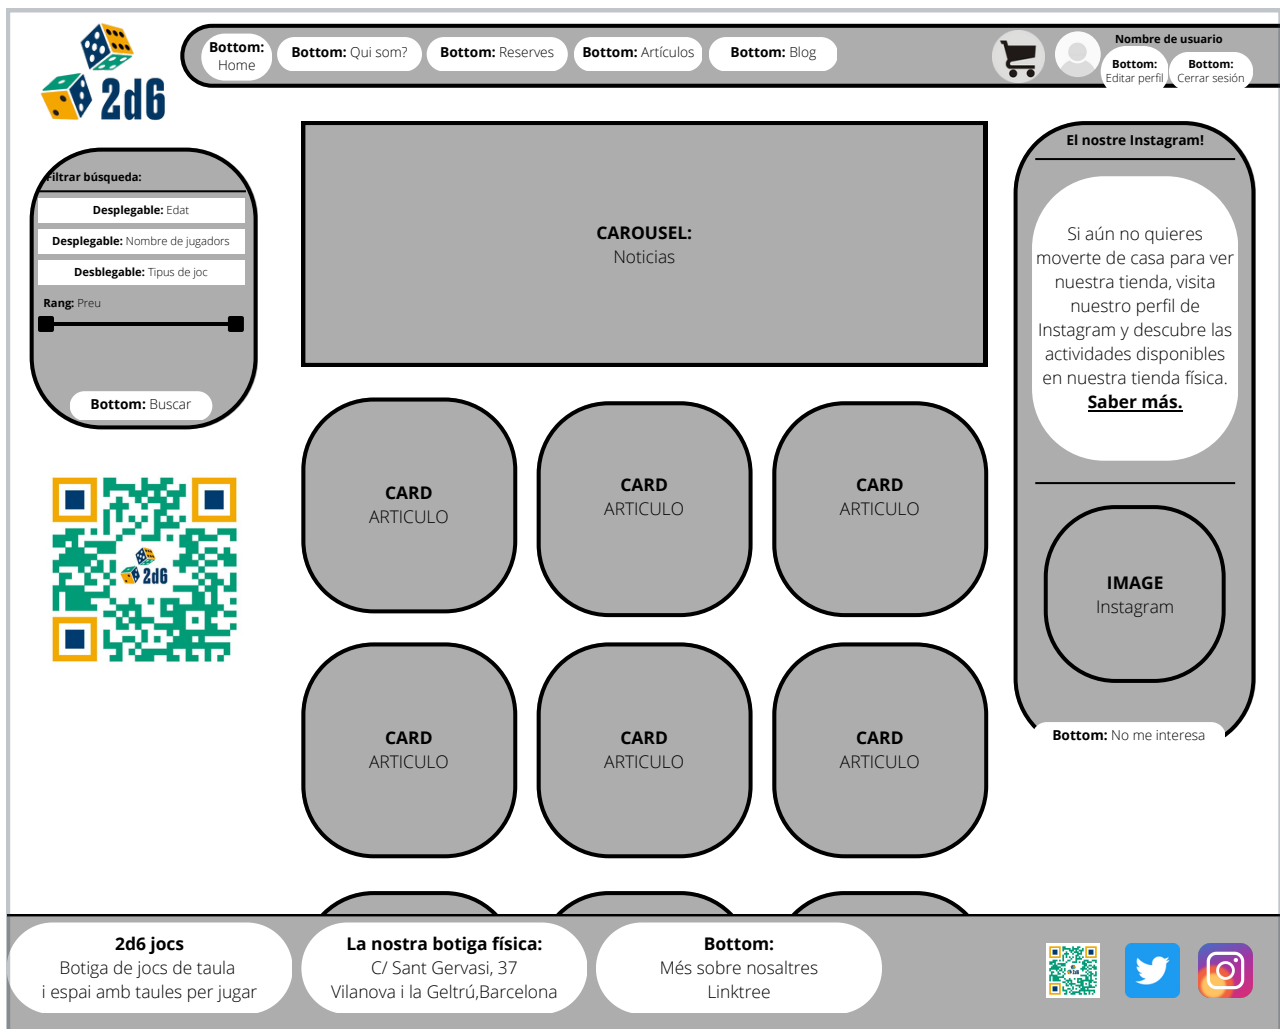 2d6
Bottom:
Home
Bottom: Qui som?
Bottom: Reserves
Bottom: Artículos
Bottom: Blog
Nombre de usuario
Bottom:
Editar perfil
Bottom:
Cerrar sesión
Filtrar búsqueda:
Desplegable: Edat
Desplegable: Nombre de jugadors
Desblegable: Tipus de joc
Rang: Preu
Bottom: Buscar
2d6
CAROUSEL:
Noticias
CARD
ARTICULO
CARD
ARTICULO
CARD
ARTICULO
CARD
ARTICULO
CARD
ARTICULO
CARD
ARTICULO
El nostre Instagram!
Si aún no quieres
moverte de casa para ver
nuestra tienda, visita
nuestro perfil de
Instagram y descubre las
actividades disponibles
en nuestra tienda física.
Saber más.
IMAGE
Instagram
Bottom: No me interesa
2d6 jocs
Botiga de jocs de taula
i espai amb taules per jugar
La nostra botiga física:
C/ Sant Gervasi, 37
Vilanova i la Geltrú,Barcelona
Bottom:
Més sobre nosaltres
Linktree